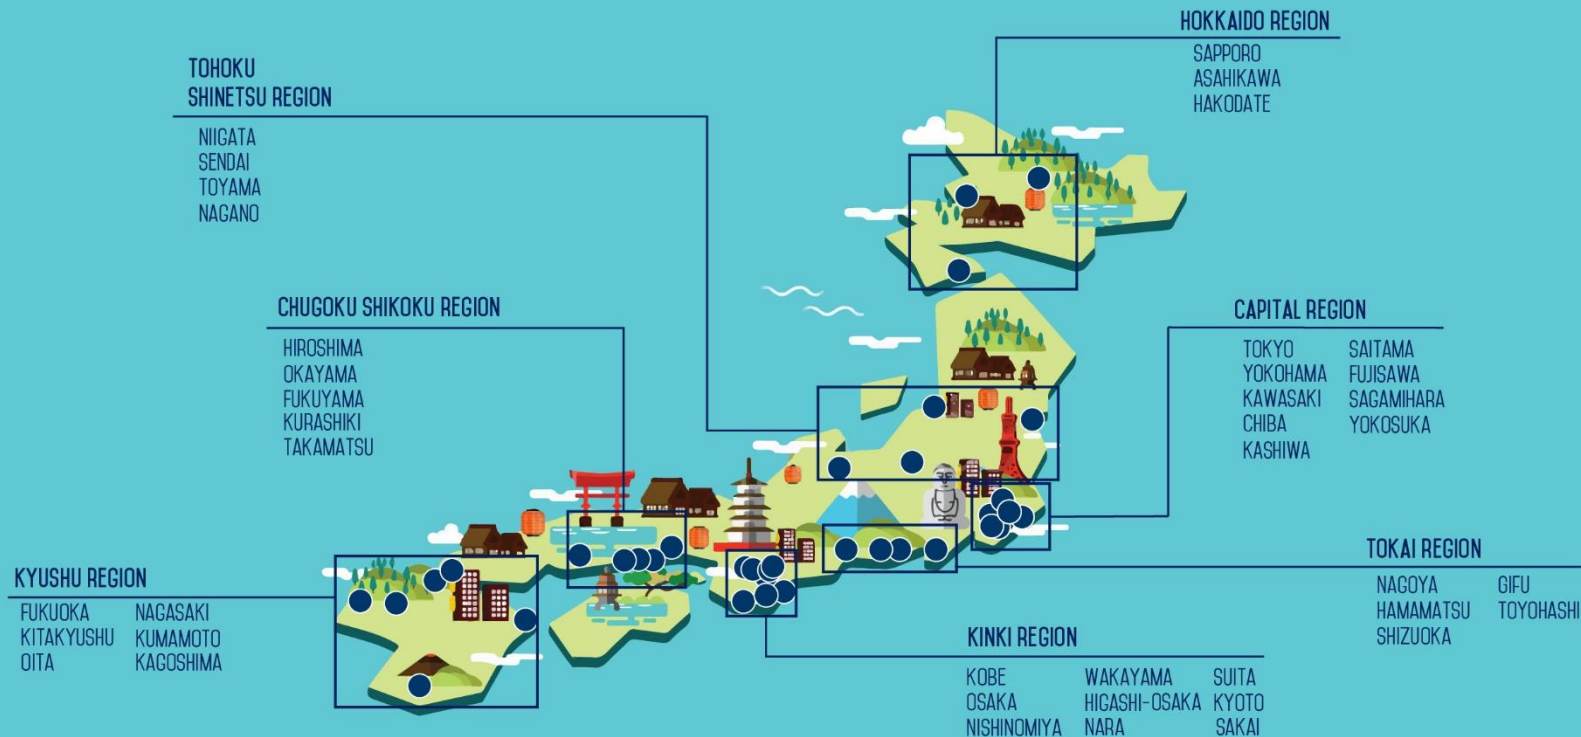 HOKKAIDO REGION
SAPPORO
ASAHIKAWA
HAKODATE
TOHOKU
SHINETSU REGION
NIIGATA
SENDAI
TOYAMA
NAGANO
CHUGOKU SHIKOKU REGION
HIROSHIMA
OKAYAMA
FUKUYAMA
KURASHIKI
TAKAMATSU
CAPITAL REGION
TOKYO SAITAMA
YOKOHAMA FUJISAWA
KAWASAKI SAGAMIHARA
CHIBA YOKOSUKA
KASHIWA
TOKAI REGION
NAGOYA GIFU
HAMAMATSU TOYOHASHI
SHIZUOKA
KYUSHU REGION
FUKUOKA NAGASAKI
KITAKYUSHU KUMAMOTO
OITA KAGOSHIMA
KINKI REGION
KOBE WAKAYAMA SUITA
OSAKA HIGASHI-OSAKA KYOTO
NISHINOMIYA NARA SAKAI